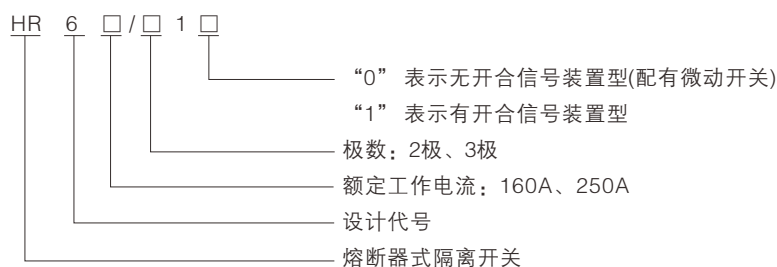 HR 6 □/□ 1 □
“0” 表示无开合信号装置型(配有微动开关)
“1” 表示有开合信号装置型
极数：2极、3极
额定工作电流：160A、250A
设计代号
熔断器式隔离开关